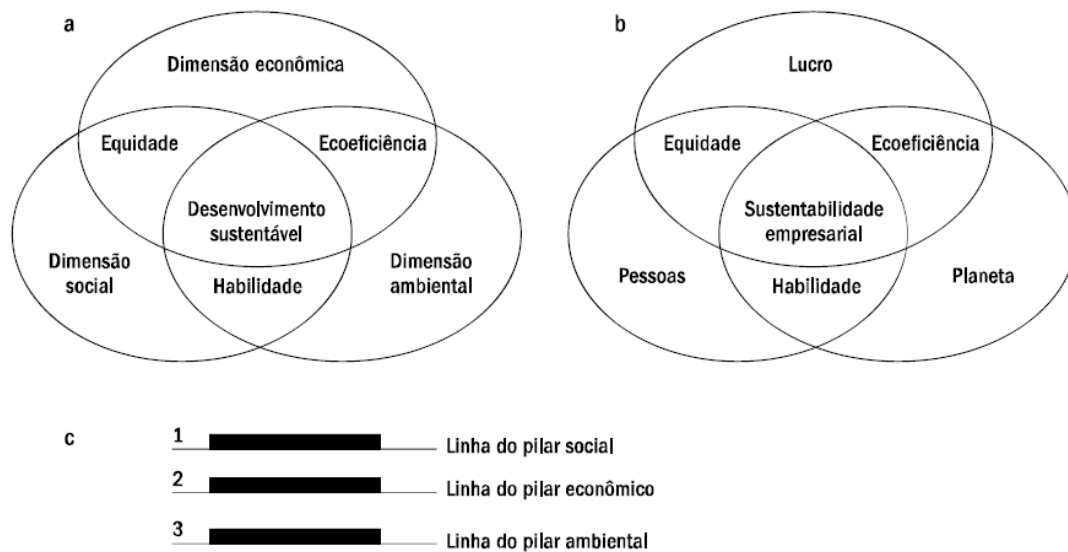 a
Dimensão econômica
Equidade
Ecoeficiência
Desenvolvimento
sustentável
Dimensão
social
Habilidade
Dimensão
ambiental
b
Lucro
Equidade
Ecoeficiência
Sustentabilidade
empresarial
Pessoas
Habilidade
Planeta
c
1 Linha do pilar social
2 Linha do pilar econômico
3 Linha do pilar ambiental